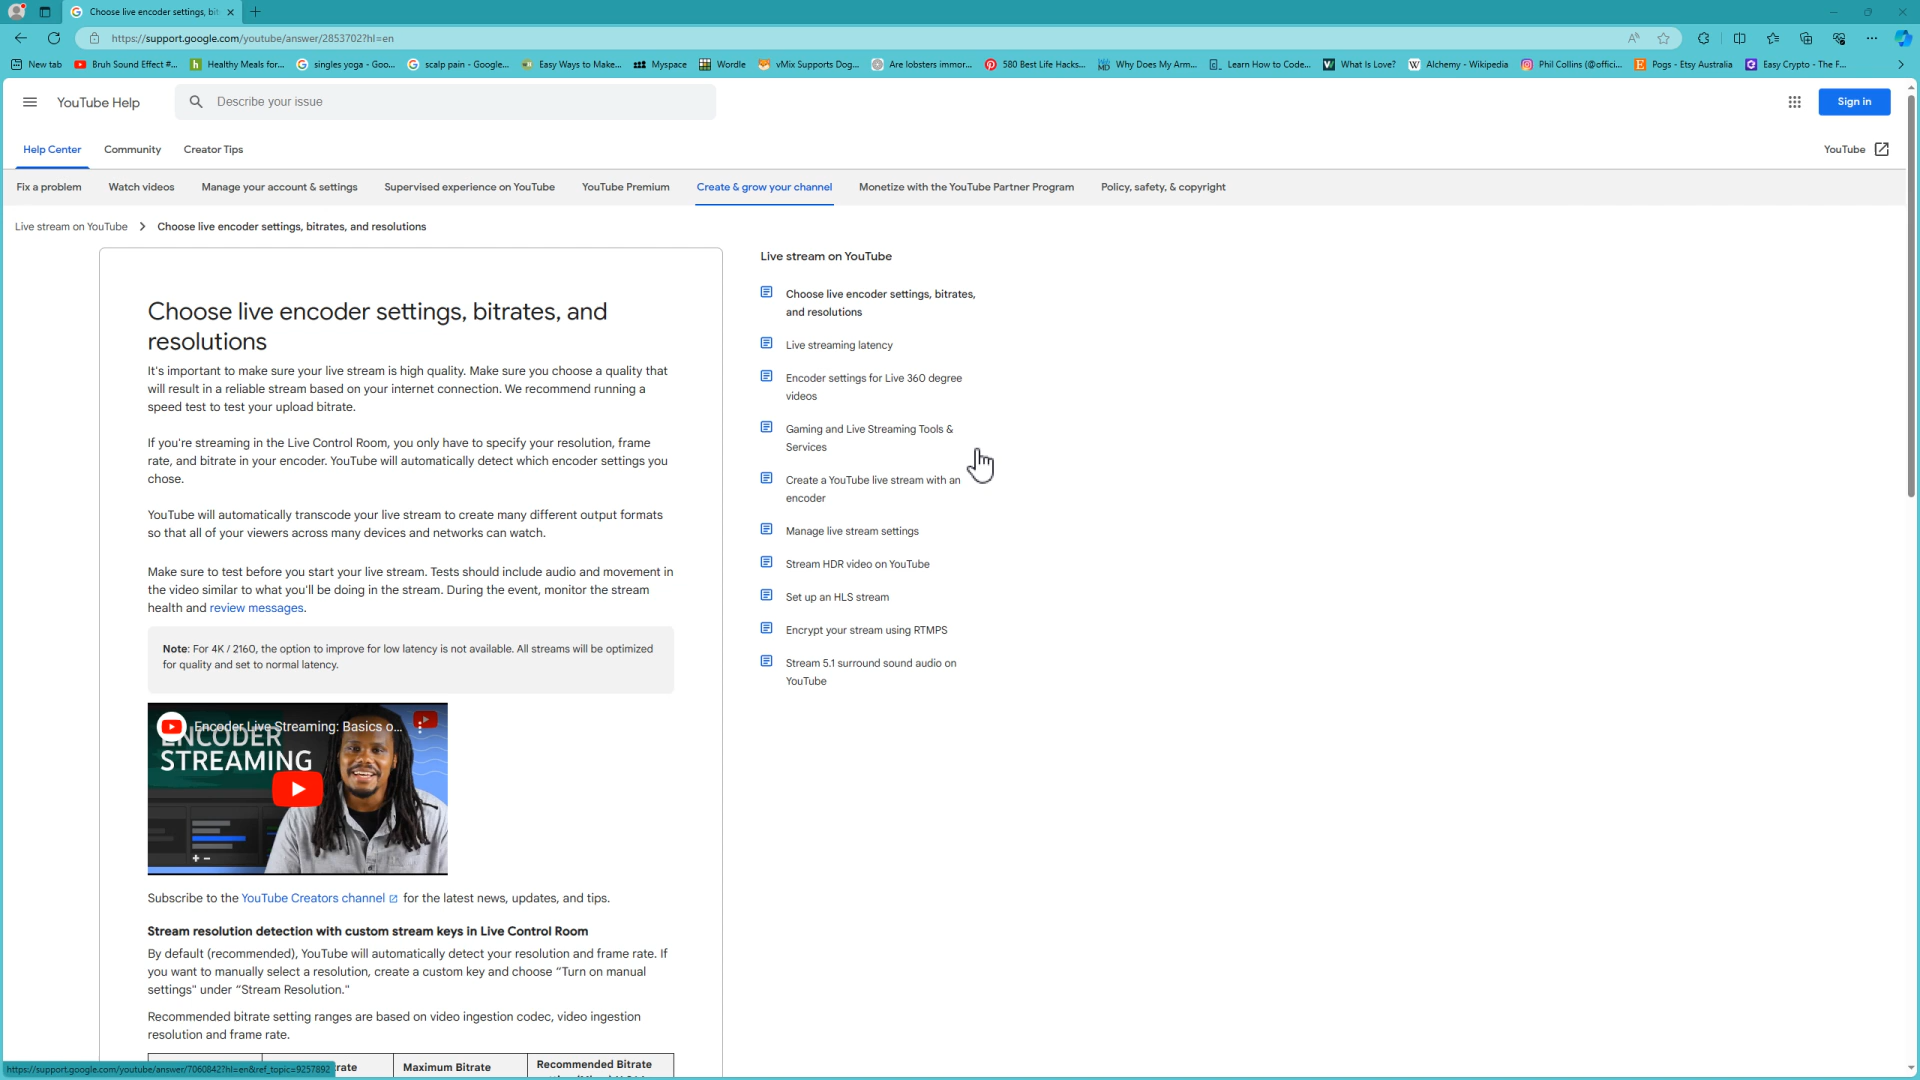 Choose live encoder settings, bit
https://support.google.com/youtube/answer/2853702?hl=en
New tab
Bruh Sound Effect #...
Healthy Meals for...
singles yoga - Goo...
scalp pain - Google...
Easy Ways to Make...
Myspace
Wordle
vMix Supports Dog...
Are lobsters immor...
580 Best Life Hacks...
Why Does My Arm...
Learn How to Code...
What Is Love?
Alchemy - Wikipedia
Phil Collins (@offici...
Pogs - Etsy Australia
Easy Crypto - The F...
YouTube Help
Describe your issue
Sign in
Help Center
Community
Creator Tips
YouTube
Fix a problem
Watch videos
Manage your account & settings
Supervised experience on YouTube
YouTube Premium
Create & grow your channel
Monetize with the YouTube Partner Program
Policy, safety, & copyright
Live stream on YouTube
Choose live encoder settings, bitrates, and resolutions
Choose live encoder settings, bitrates, and
resolutions
It's important to make sure your live stream is high quality. Make sure you choose a quality that
will result in a reliable stream based on your internet connection. We recommend running a
speed test to test your upload bitrate.
If you're streaming in the Live Control Room, you only have to specify your resolution, frame
rate, and bitrate in your encoder. YouTube will automatically detect which encoder settings you
chose.
YouTube will automatically transcode your live stream to create many different output formats
so that all of your viewers across many devices and networks can watch.
Make sure to test before you start your live stream. Tests should include audio and movement in
the video similar to what you'll be doing in the stream. During the event, monitor the stream
health and review messages.
Note: For 4K / 2160, the option to improve for low latency is not available. All streams will be optimized
for quality and set to normal latency.
Encoder Live Streaming: Basics o...
ENCODER
STREAMING
Subscribe to the YouTube Creators channel for the latest news, updates, and tips.
Stream resolution detection with custom stream keys in Live Control Room
By default (recommended), YouTube will automatically detect your resolution and frame rate. If
you want to manually select a resolution, create a custom key and choose "Turn on manual
settings" under "Stream Resolution."
Recommended bitrate setting ranges are based on video ingestion codec, video ingestion
resolution and frame rate.
rate
Maximum Bitrate
Recommended Bitrate
Live stream on YouTube
Choose live encoder settings, bitrates,
and resolutions
Live streaming latency
Encoder settings for Live 360 degree
videos
Gaming and Live Streaming Tools &
Services
Create a YouTube live stream with an
encoder
Manage live stream settings
Stream HDR video on YouTube
Set up an HLS stream
Encrypt your stream using RTMPS
Stream 5.1 surround sound audio on
YouTube
https://support.google.com/youtube/answer/7060842?hl=en&ref_topic=9257892